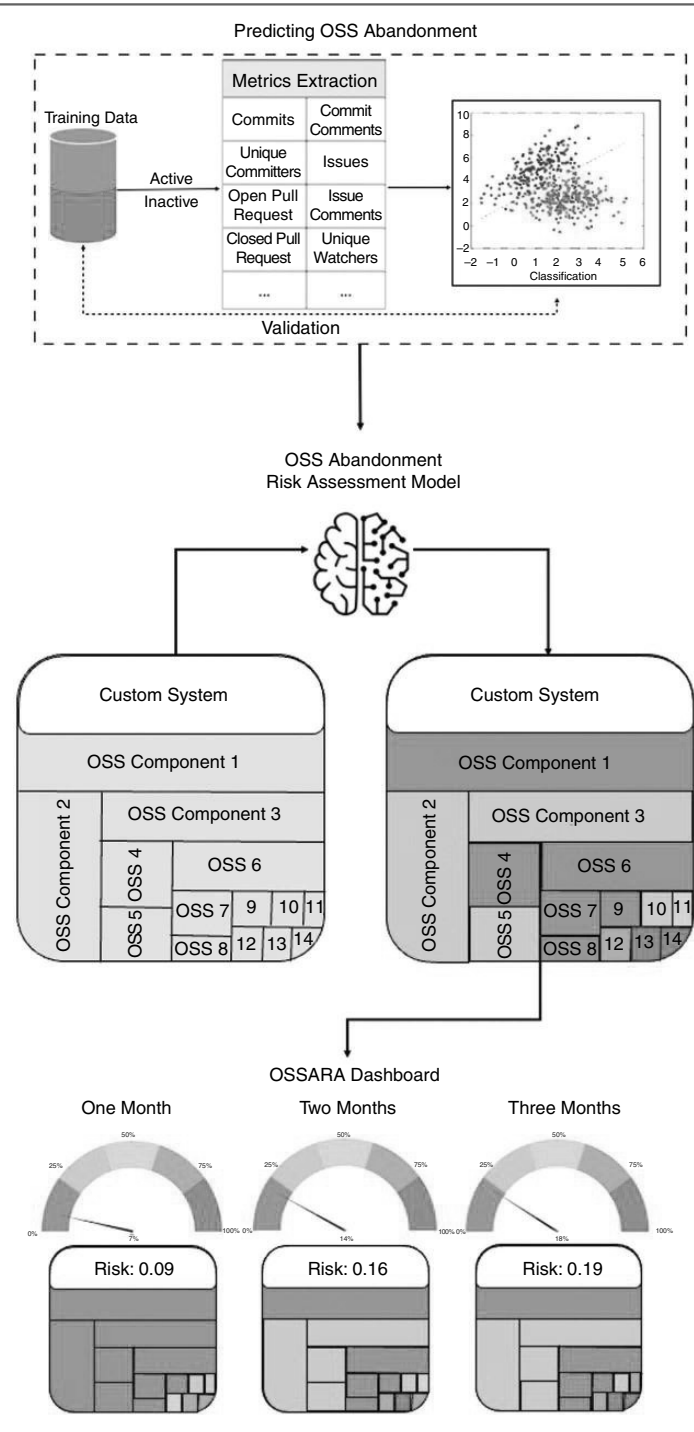 Predicting OSS Abandonment
Training Data
Active
Inactive
Metrics Extraction
Commits
Commit
Comments
Unique
Committers
Issues
Open Pull
Request
Issue
Comments
Closed Pull
Request
Unique
Watchers
...
...
10
8
6
4
2
0
−2
−2 −1 0 1 2 3 4 5 6
Classification
Validation
OSS Abandonment
Risk Assessment Model
Custom System
OSS Component 1
OSS Component 2
OSS Component 3
OSS 4
OSS 5
OSS 6
OSS 7
9
10
11
OSS 8
12
13
14
Custom System
OSS Component 1
OSS Component 2
OSS Component 3
OSS 4
OSS 5
OSS 6
OSS 7
9
10
11
OSS 8
12
13
14
OSSARA Dashboard
One Month
0%
25%
50%
75%
100%
7%
Risk: 0.09
Two Months
0%
25%
50%
75%
100%
14%
Risk: 0.16
Three Months
0%
25%
50%
75%
100%
18%
Risk: 0.19